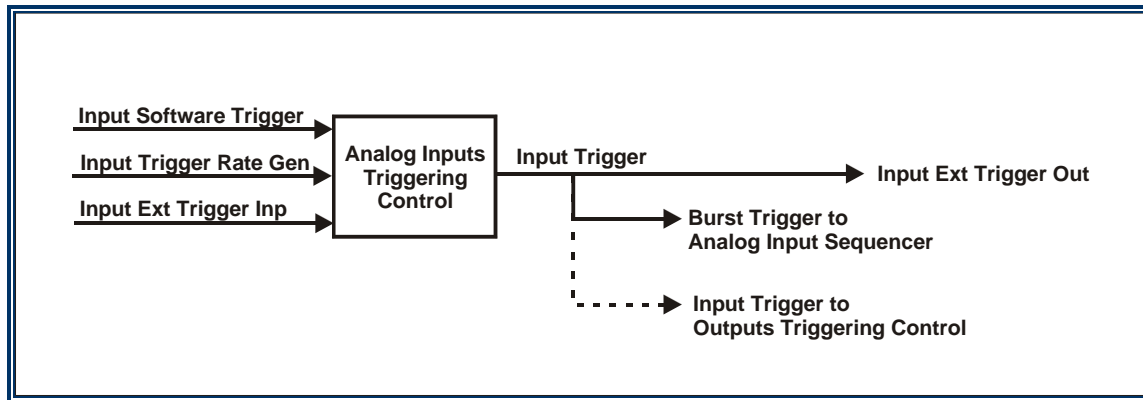 Input Software Trigger
Input Trigger Rate Gen
Input Ext Trigger Inp
Analog Inputs
Triggering
Control
Input Trigger
Input Ext Trigger Out
Burst Trigger to
Analog Input Sequencer
Input Trigger to
Outputs Triggering Control